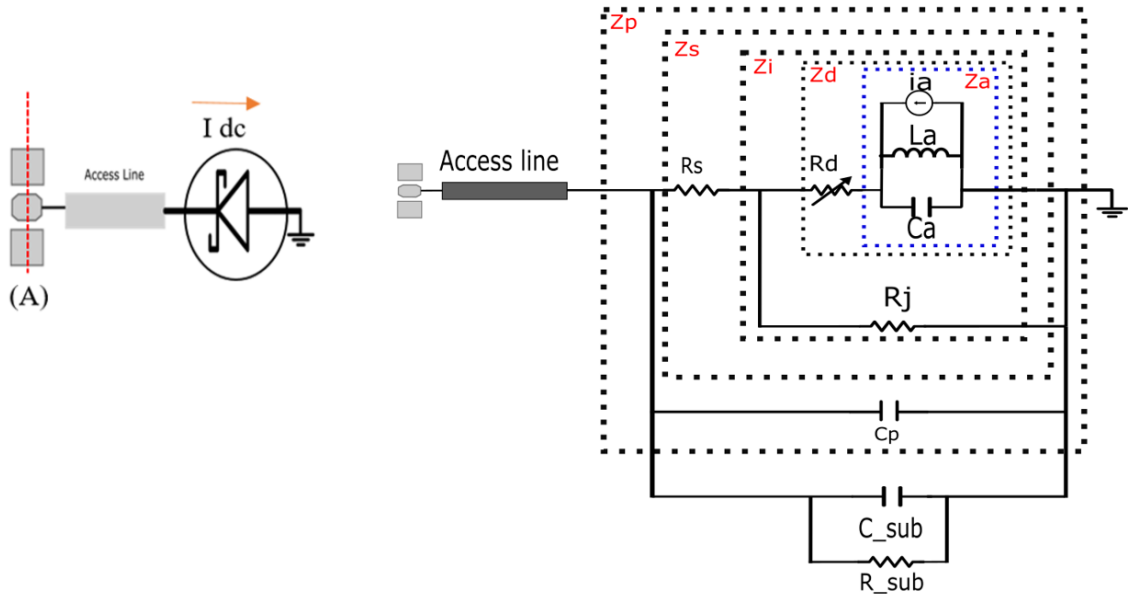 I dc
Access Line
(A)
Access line
Zp
Zs
Zi
Zd
Za
ia
La
Ca
Rs
Rd
Rj
Cp
C_sub
R_sub